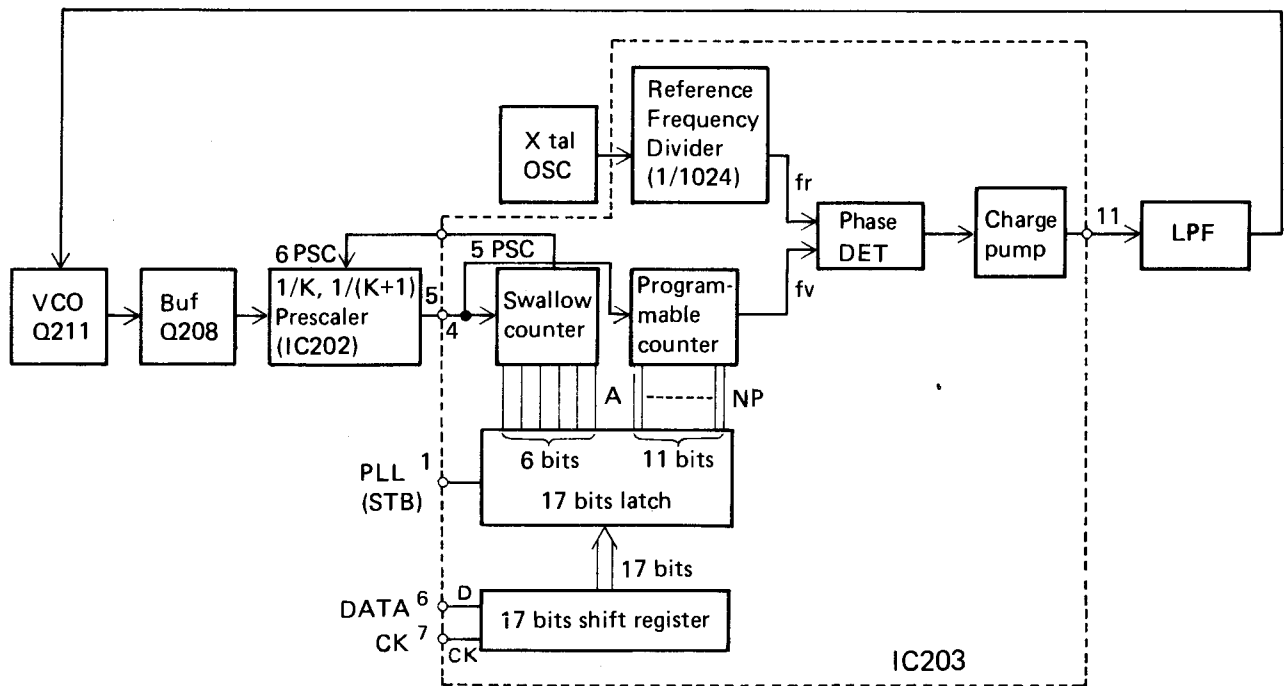 Reference
Frequency
Divider
(1/1024)
X tal
OSC
fr
Phase
DET
Charge
pump
11
LPF
6 PSC
5 PSC
VCO
Q211
Buf
Q208
1/K, 1/(K+1)
Prescaler
(IC202)
5
4
Swallow
counter
Program-
mable
counter
fv
A
NP
6 bits
11 bits
PLL
(STB)
1
17 bits latch
17 bits
DATA
6
D
CK
7
CK
17 bits shift register
IC203